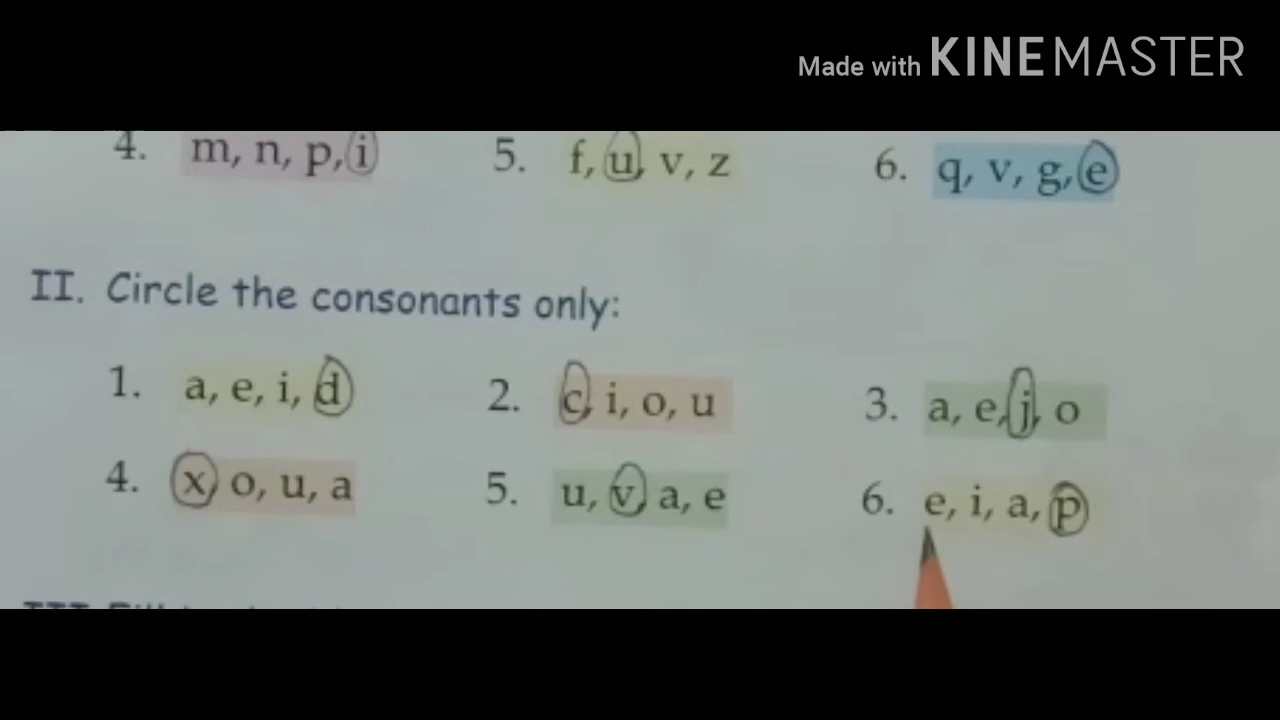 Made with KINEMASTER
4. m, n, p, i 5. f, u, v, z 6. q, v, g, e
II. Circle the consonants only:
1. a, e, i, d 2. c, i, o, u 3. a, e, j, o
4. x, o, u, a 5. u, v, a, e 6. e, i, a, p